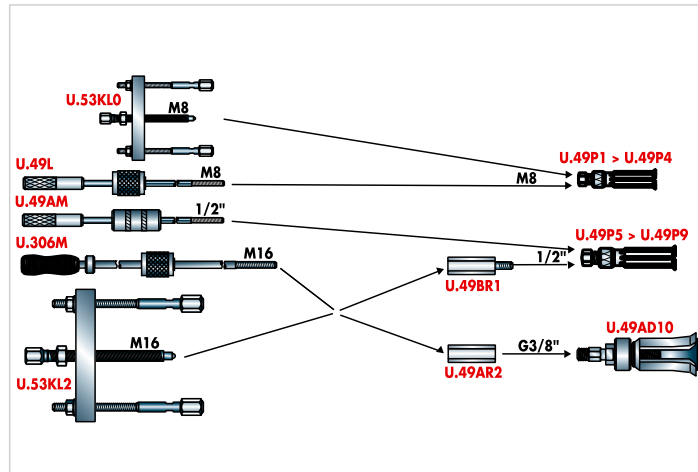 U.53KL0
M8
U.49L
M8
U.49AM
1/2"
U.306M
M16
M16
U.53KL2
U.49P1 > U.49P4
M8
U.49P5 > U.49P9
1/2"
U.49BR1
U.49AD10
G3/8"
U.49AR2